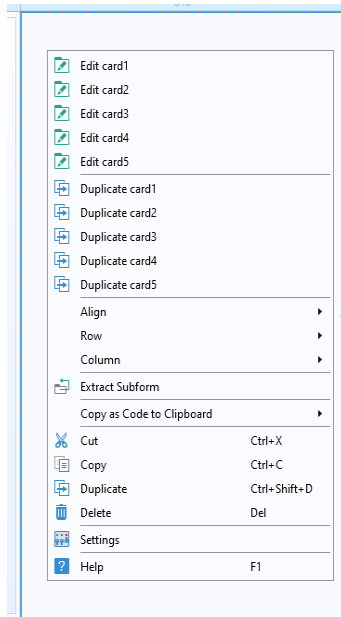 Edit card1
Edit card2
Edit card3
Edit card4
Edit card5
Duplicate card1
Duplicate card2
Duplicate card3
Duplicate card4
Duplicate card5
Align
Row
Column
Extract Subform
Copy as Code to Clipboard
Cut Ctrl+X
Copy Ctrl+C
Duplicate Ctrl+Shift+D
Delete Del
Settings
? Help F1